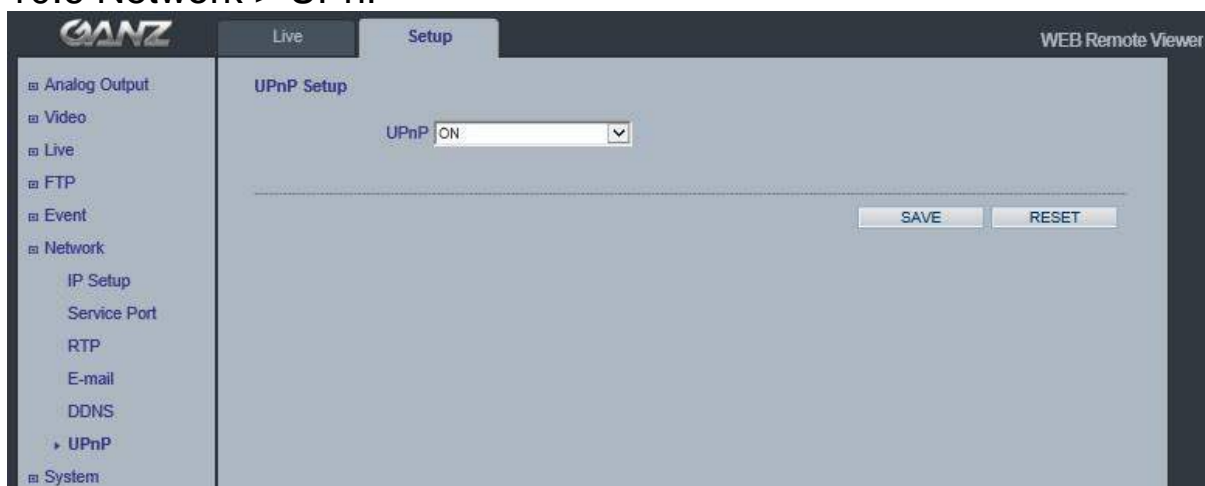 GANZ
Live
Setup
WEB Remote Viewer
Analog Output
Video
Live
FTP
Event
Network
IP Setup
Service Port
RTP
E-mail
DDNS
UPnP
System
UPnP Setup
UPnP ON
SAVE
RESET